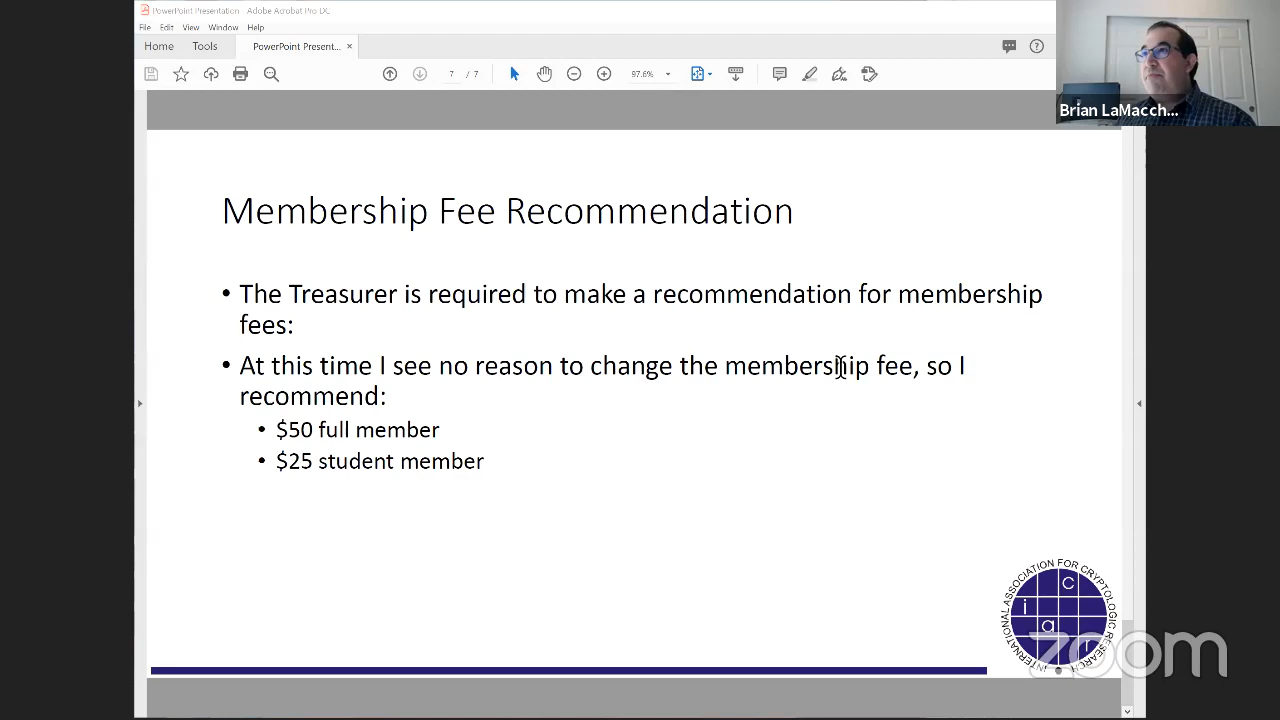 PowerPoint Presentation - Adobe Acrobat Pro DC
File Edit View Window Help
Home Tools PowerPoint Present... ×
7 / 7 97.6%
Brian LaMacch...
Membership Fee Recommendation
• The Treasurer is required to make a recommendation for membership
fees:
• At this time I see no reason to change the membership fee, so I
recommend:
• $50 full member
• $25 student member
INTERNATIONAL ASSOCIATION FOR CRYPTOLOGIC RESEARCH
i a c r
zoom